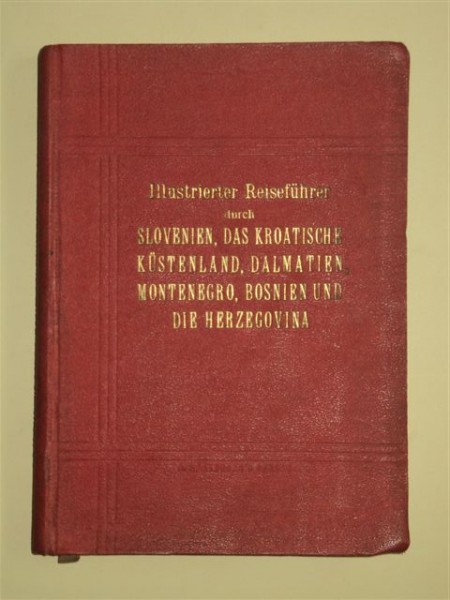 Illustrierter Reiseführer
durch
SLOVENIEN, DAS KROATISCHE
KÜSTENLAND, DALMATIEN,
MONTENEGRO, BOSNIEN UND
DIE HERZEGOVINA